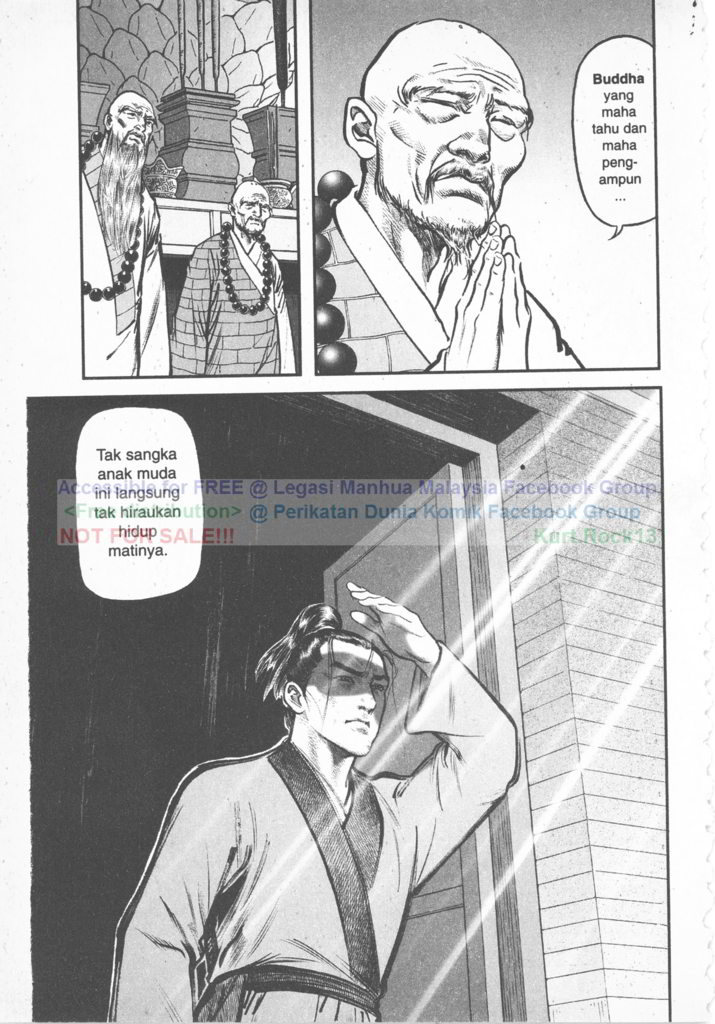 Buddha
yang
maha
tahu dan
maha
peng-
ampun
...
Tak sangka
anak muda
ini langsung
tak hiraukan
hidup
matinya.
Accessible for FREE @ Legasi Manhua Malaysia Facebook Group
@ Perikatan Dunia Komik Facebook Group
NOT FOR SALE!!! Kurt Rock13